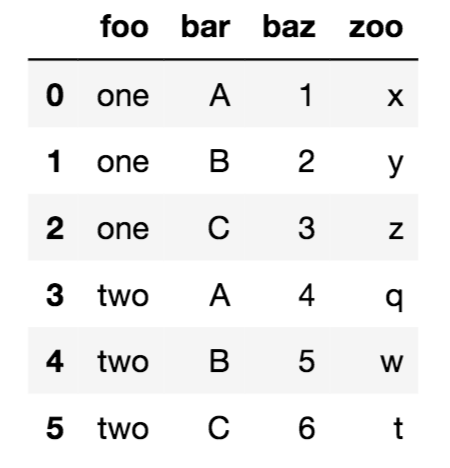 foo bar baz zoo
0 one A 1 x
1 one B 2 y
2 one C 3 z
3 two A 4 q
4 two B 5 w
5 two C 6 t